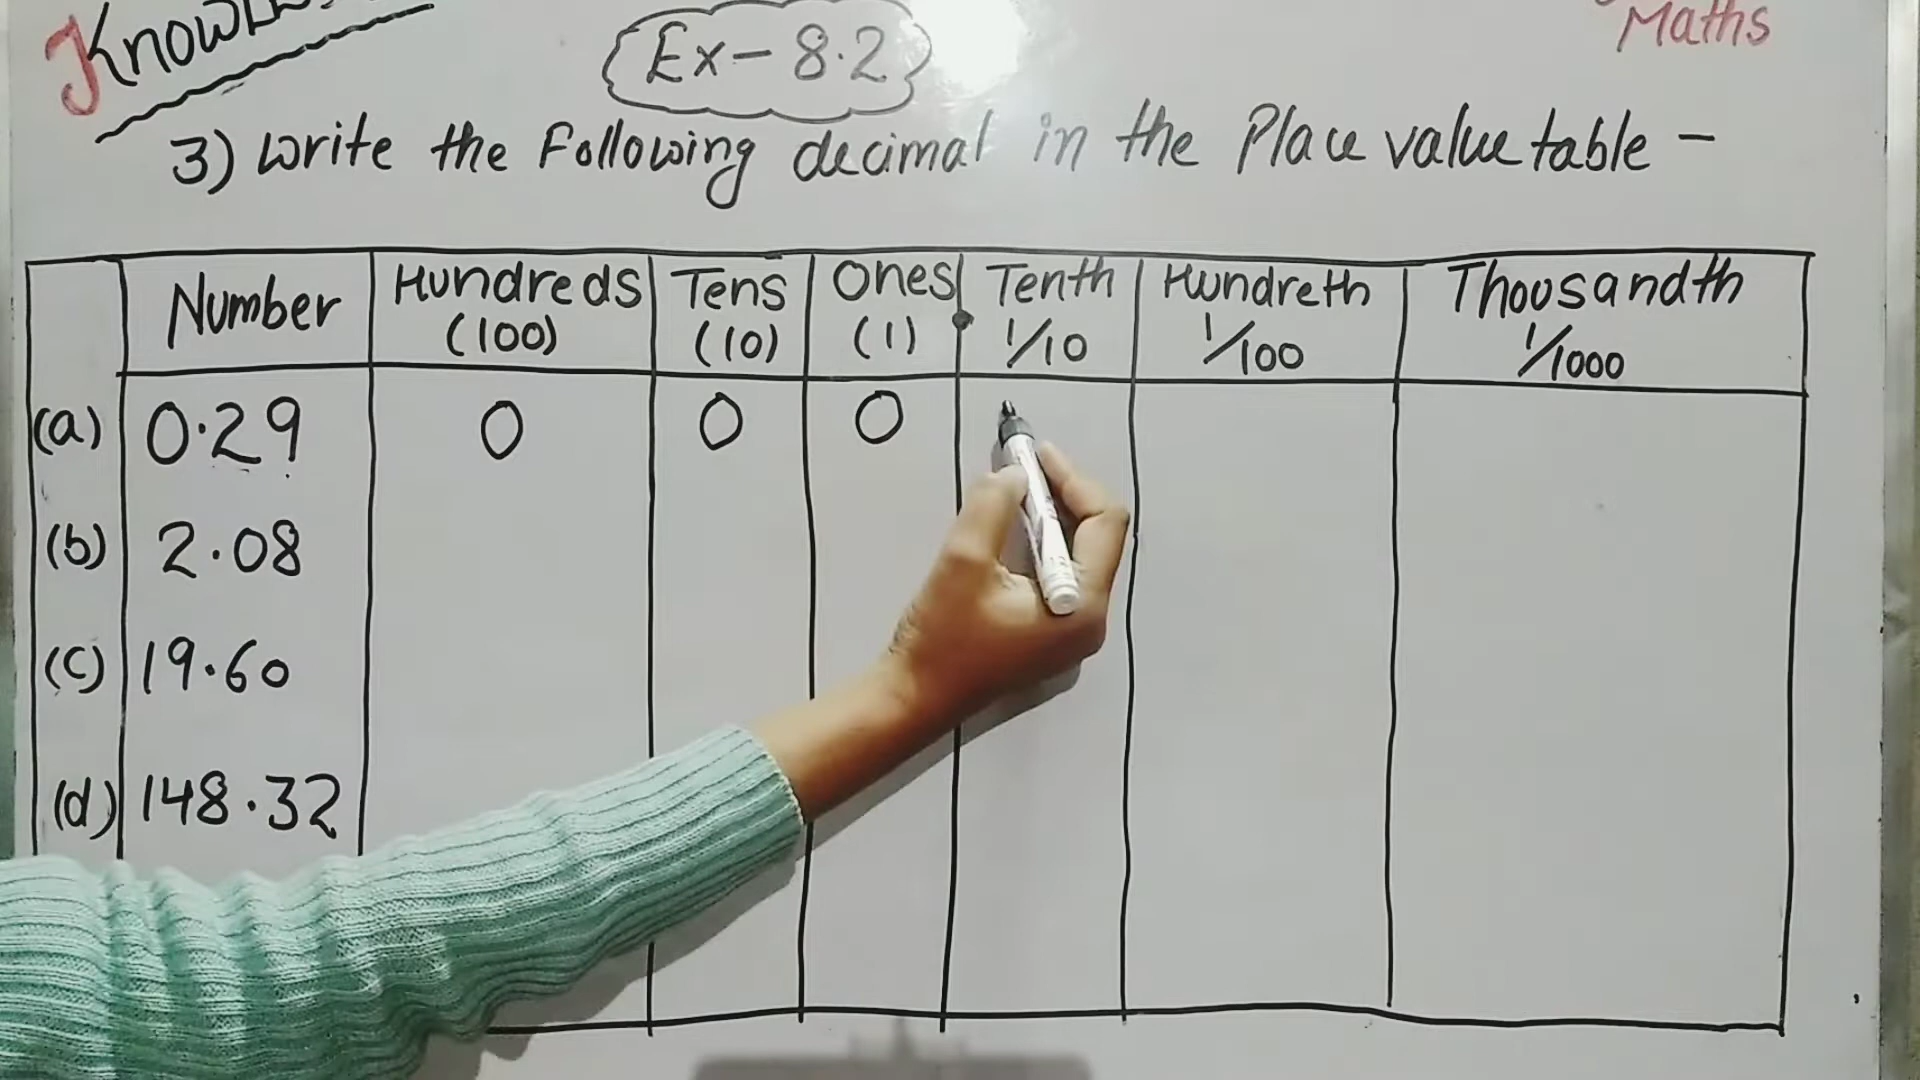 Maths
Ex-8.2
3) Write the Following decimal in the Place value table -
Number Hundreds Tens Ones Tenth Hundreth Thousandth
(100) (10) (1) 1/10 1/100 1/1000
(a) 0.29 0 0 0
(b) 2.08
(c) 19.60
(d) 148.32